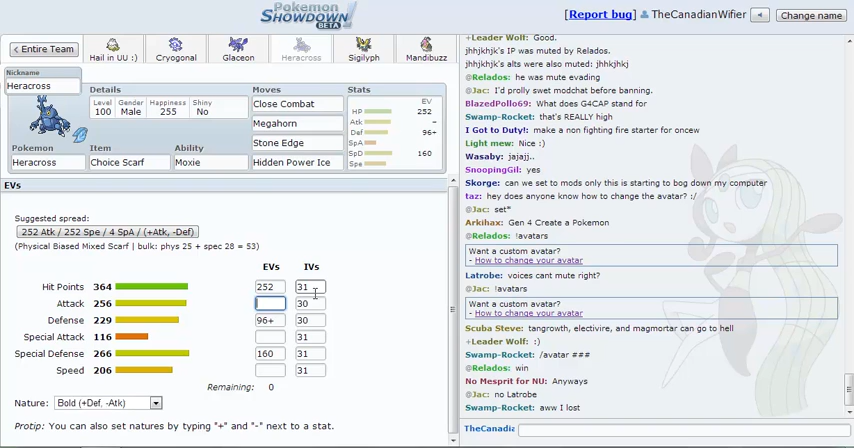 Pokémon
SHOWDOWN!
BETA
[Report bug]
TheCanadianWifier
Change name
< Entire Team
Hail in UU :)
Cryogonal
Glaceon
Heracross
Sigilyph
Mandibuzz
Nickname
Heracross
Details
Level Gender Happiness Shiny
100 Male 255 No
Pokemon
Heracross
Item
Choice Scarf
Ability
Moxie
Moves
Close Combat
Megahorn
Stone Edge
Hidden Power Ice
Stats
EV
HP 252
Atk –
Def 96+
SpA
SpD 160
Spe
EVs
Suggested spread:
252 Atk / 252 Spe / 4 SpA / (+Atk, -Def)
(Physical Biased Mixed Scarf | bulk: phys 25 + spec 28 = 53)
EVs IVs
Hit Points 364 252 31
Attack 256 30
Defense 229 96+ 30
Special Attack 116 31
Special Defense 266 160 31
Speed 206 31
Remaining: 0
Nature: Bold (+Def, -Atk)
Protip: You can also set natures by typing "+" and "-" next to a stat.
+Leader Wolf: Good.
jhhjkhjk's IP was muted by Relados.
jhhjkhjk's alts were also muted: jhhkjhkj
@Relados: he was mute evading
@Jac: I'd prolly swet modchat before banning.
BlazedPollo69: What does G4CAP stand for
Swamp-Rocket: that's REALLY high
I Got to Duty!: make a non fighting fire starter for oncew
Light mew: Nice :)
Wasaby: jajajj..
SnoopingGil: yes
Skorge: can we set to mods only this is starting to bog down my computer
taz: hey does anyone know how to change the avatar? :/
@Jac: set*
Arkihiro: Gen 4 Create a Pokemon
@Relados: !avatars
Want a custom avatar?
- How to change your avatar
Latrobe: voices cant mute right?
@Jac: !avatars
Want a custom avatar?
- How to change your avatar
Scuba Steve: tangrowth, electivire, and magmortar can go to hell
+Leader Wolf: :)
Swamp-Rocket: /avatar ###
@Relados: win
No Mesprit for NU: Anyways
@Jac: no Latrobe
Swamp-Rocket: aww I lost
TheCanadia